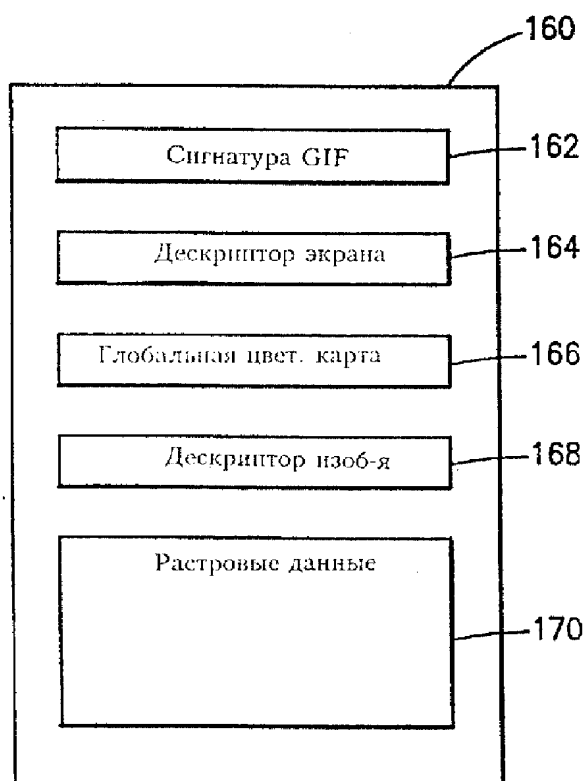 160
Сигнатура GIF 162
Дескриптор экрана 164
Глобальная цвет. карта 166
Дескриптор изоб-я 168
Растровые данные
170